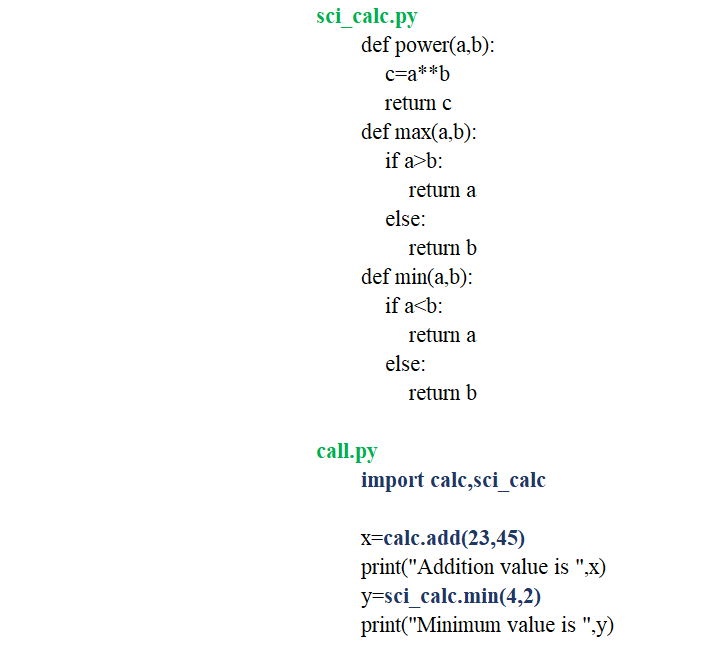 sci_calc.py
def power(a,b):
c=a**b
return c
def max(a,b):
if a>b:
return a
else:
return b
def min(a,b):
if a<b:
return a
else:
return b
call.py
import calc,sci_calc
x=calc.add(23,45)
print("Addition value is ",x)
y=sci_calc.min(4,2)
print("Minimum value is ",y)